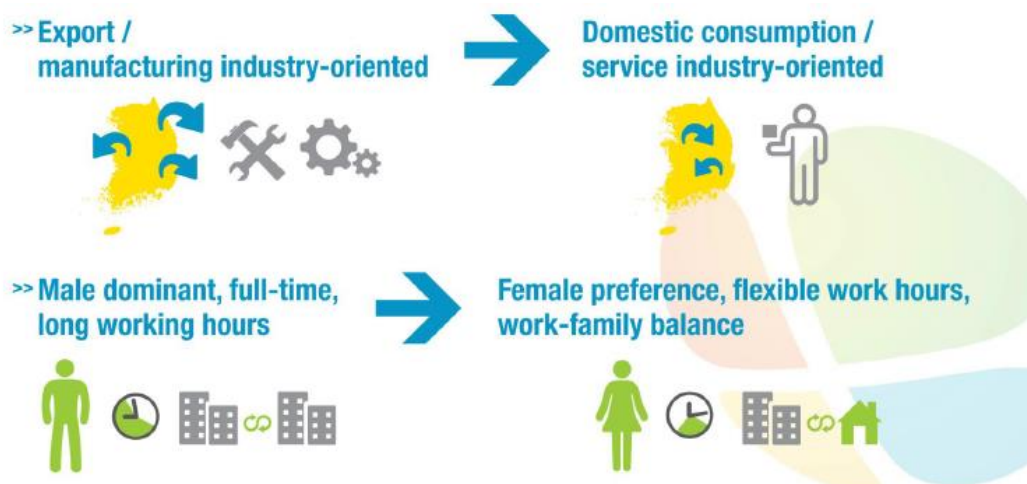 >> Export /
manufacturing industry-oriented
Domestic consumption /
service industry-oriented
>> Male dominant, full-time,
long working hours
Female preference, flexible work hours,
work-family balance